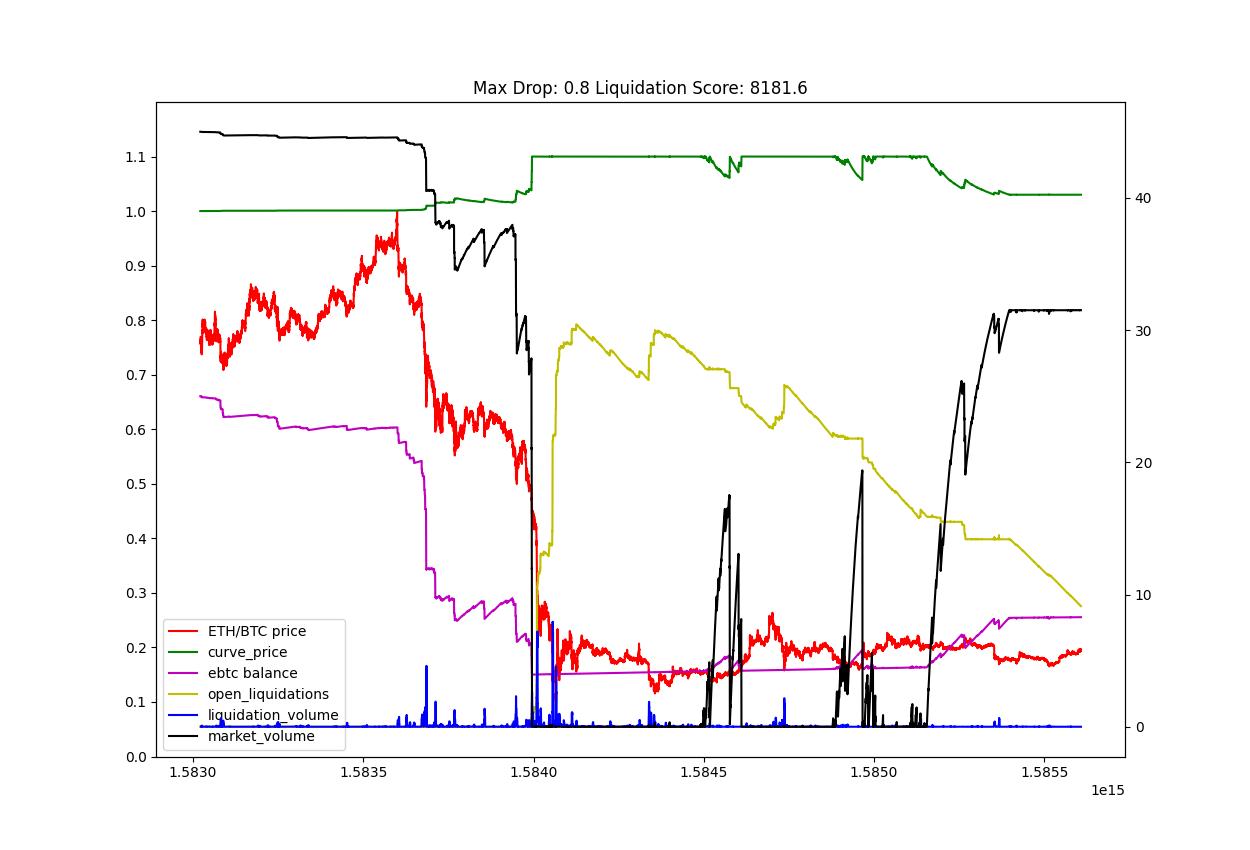 Max Drop: 0.8 Liquidation Score: 8181.6
1.1
1.0
0.9
0.8
0.7
0.6
0.5
0.4
0.3
0.2
0.1
0.0
40
30
20
10
0
ETH/BTC price
curve_price
ebtc balance
open_liquidations
liquidation_volume
market_volume
1.5830 1.5835 1.5840 1.5845 1.5850 1.5855
1e15